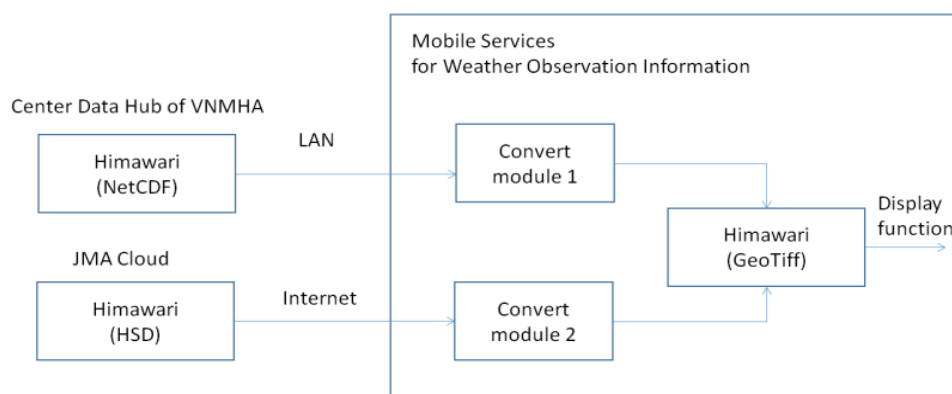 Mobile Services
for Weather Observation Information
Center Data Hub of VNMHA
Himawari
(NetCDF)
LAN
Convert
module 1
Himawari
(GeoTiff)
Display
function
JMA Cloud
Himawari
(HSD)
Internet
Convert
module 2